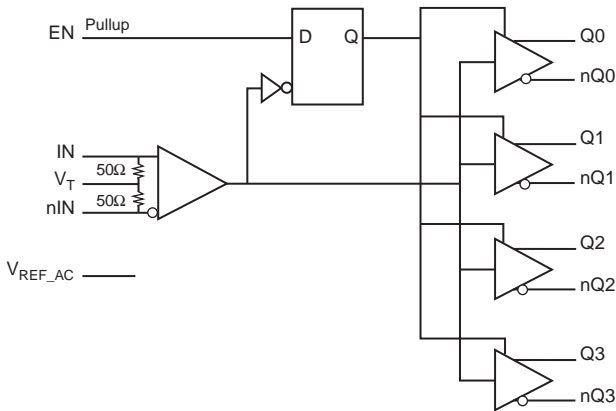 EN Pullup
D Q
Q0
nQ0
IN
50Ω
VT
50Ω
nIN
Q1
nQ1
VREF_AC
Q2
nQ2
Q3
nQ3